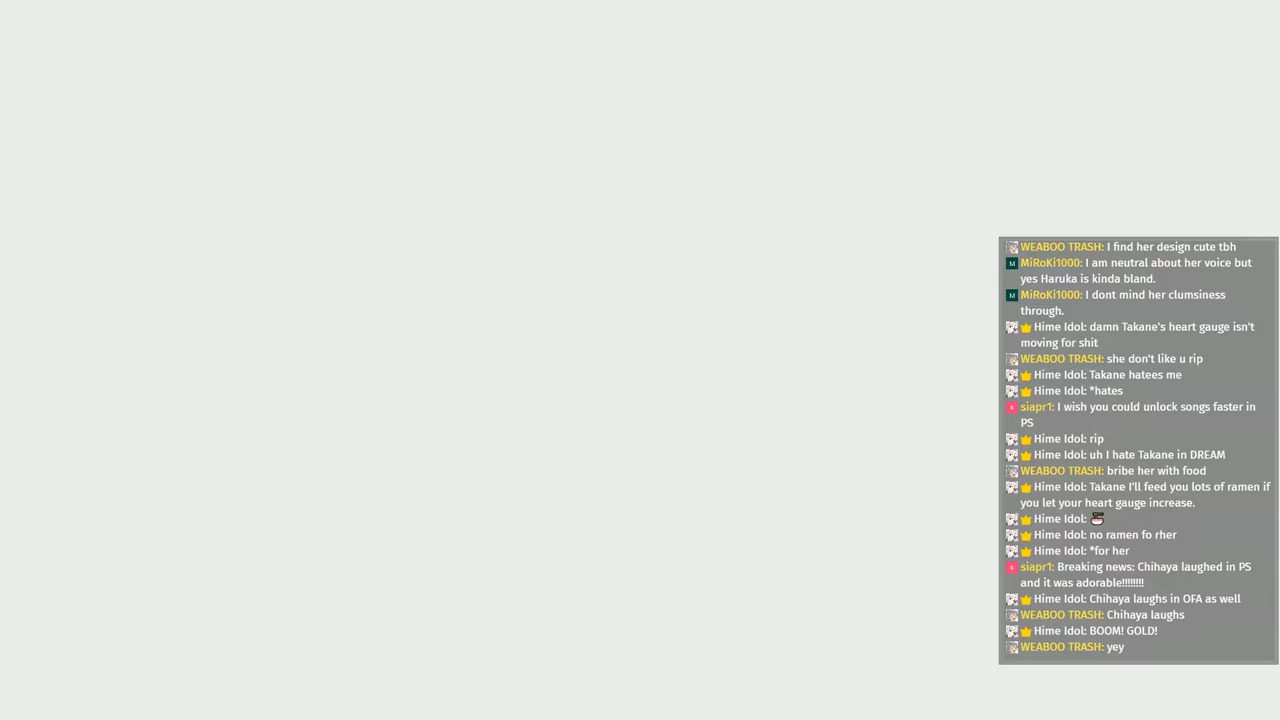 WEABOO TRASH: I find her design cute tbh
M MiRoKi1000: I am neutral about her voice but
yes Haruka is kinda bland.
M MiRoKi1000: I dont mind her clumsiness
through.
Hime Idol: damn Takane's heart gauge isn't
moving for shit
WEABOO TRASH: she don't like u rip
Hime Idol: Takane hatees me
Hime Idol: *hates
s siapr1: I wish you could unlock songs faster in
PS
Hime Idol: rip
Hime Idol: uh I hate Takane in DREAM
WEABOO TRASH: bribe her with food
Hime Idol: Takane I'll feed you lots of ramen if
you let your heart gauge increase.
Hime Idol: 🍜
Hime Idol: no ramen fo rher
Hime Idol: *for her
s siapr1: Breaking news: Chihaya laughed in PS
and it was adorable!!!!!!!!
Hime Idol: Chihaya laughs in OFA as well
WEABOO TRASH: Chihaya laughs
Hime Idol: BOOM! GOLD!
WEABOO TRASH: yey